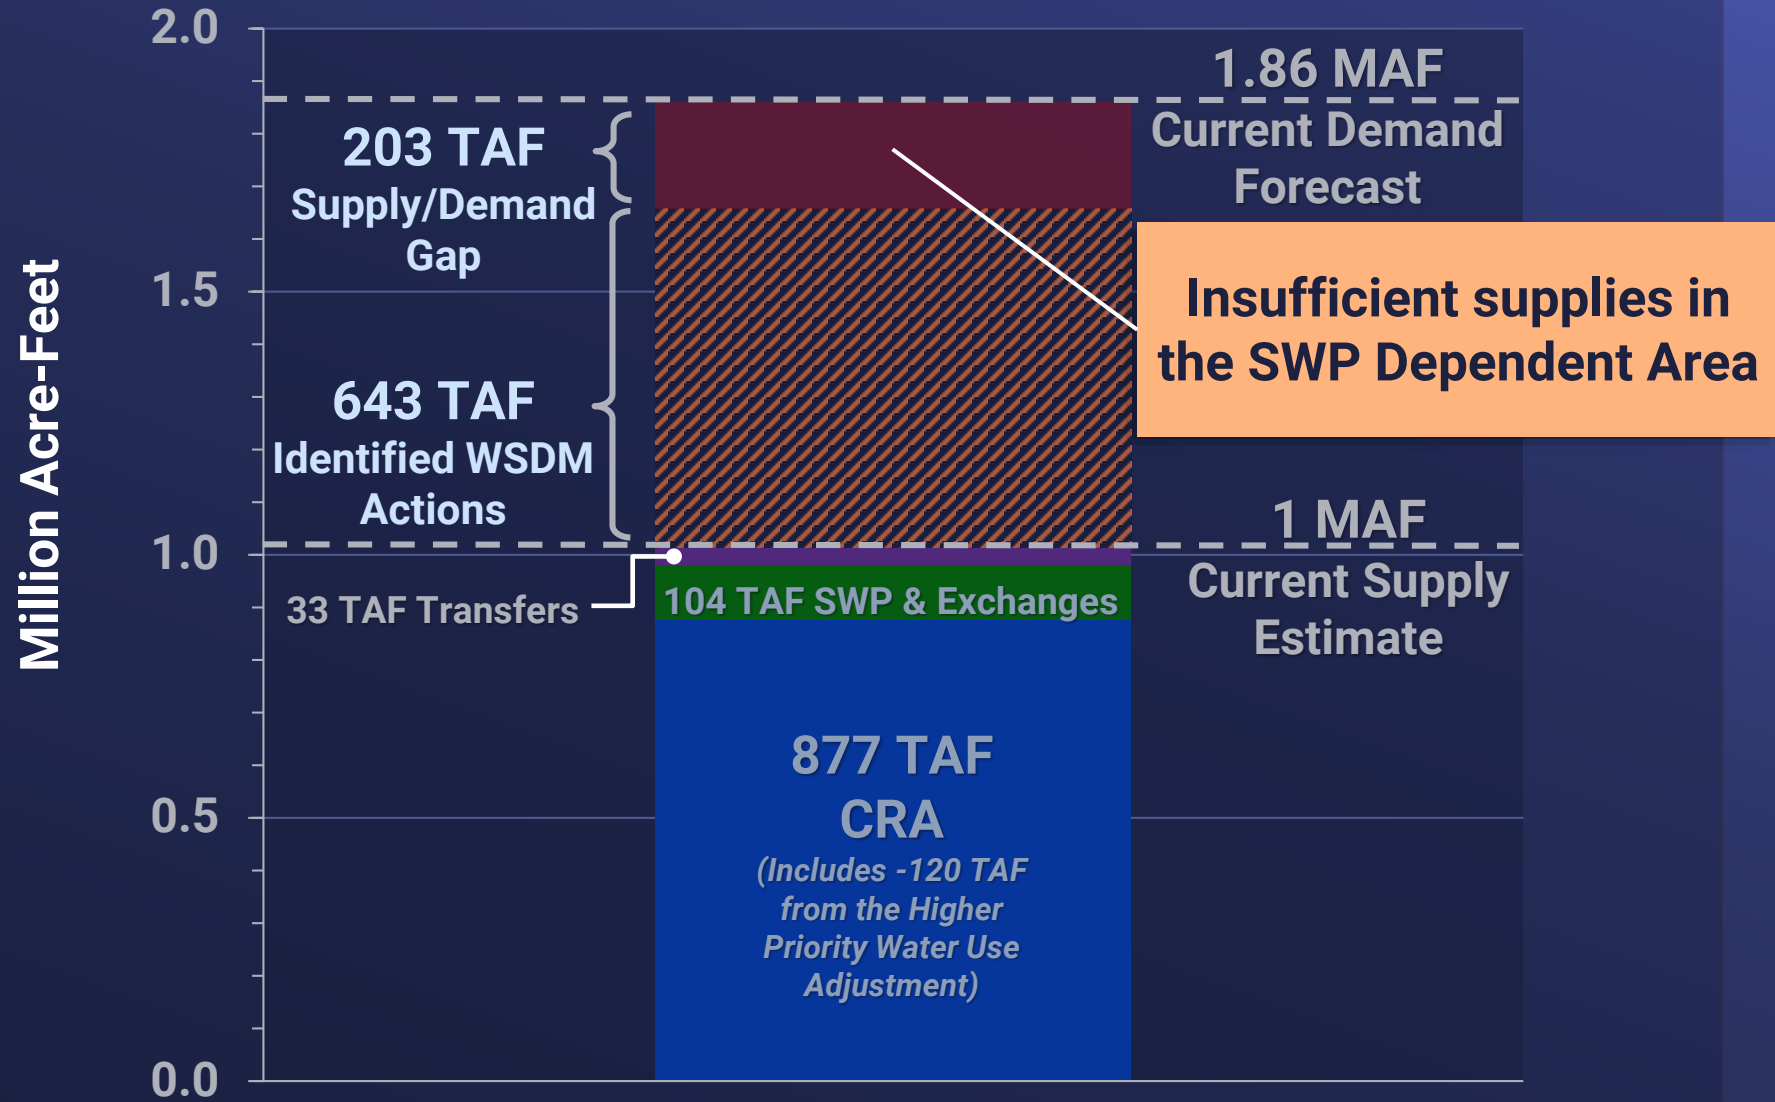 Million Acre-Feet
2.0
1.5
1.0
0.5
0.0
203 TAF
Supply/Demand
Gap
643 TAF
Identified WSDM
Actions
33 TAF Transfers
104 TAF SWP & Exchanges
877 TAF
CRA
(Includes -120 TAF
from the Higher
Priority Water Use
Adjustment)
1.86 MAF
Current Demand
Forecast
Insufficient supplies in
the SWP Dependent Area
1 MAF
Current Supply
Estimate